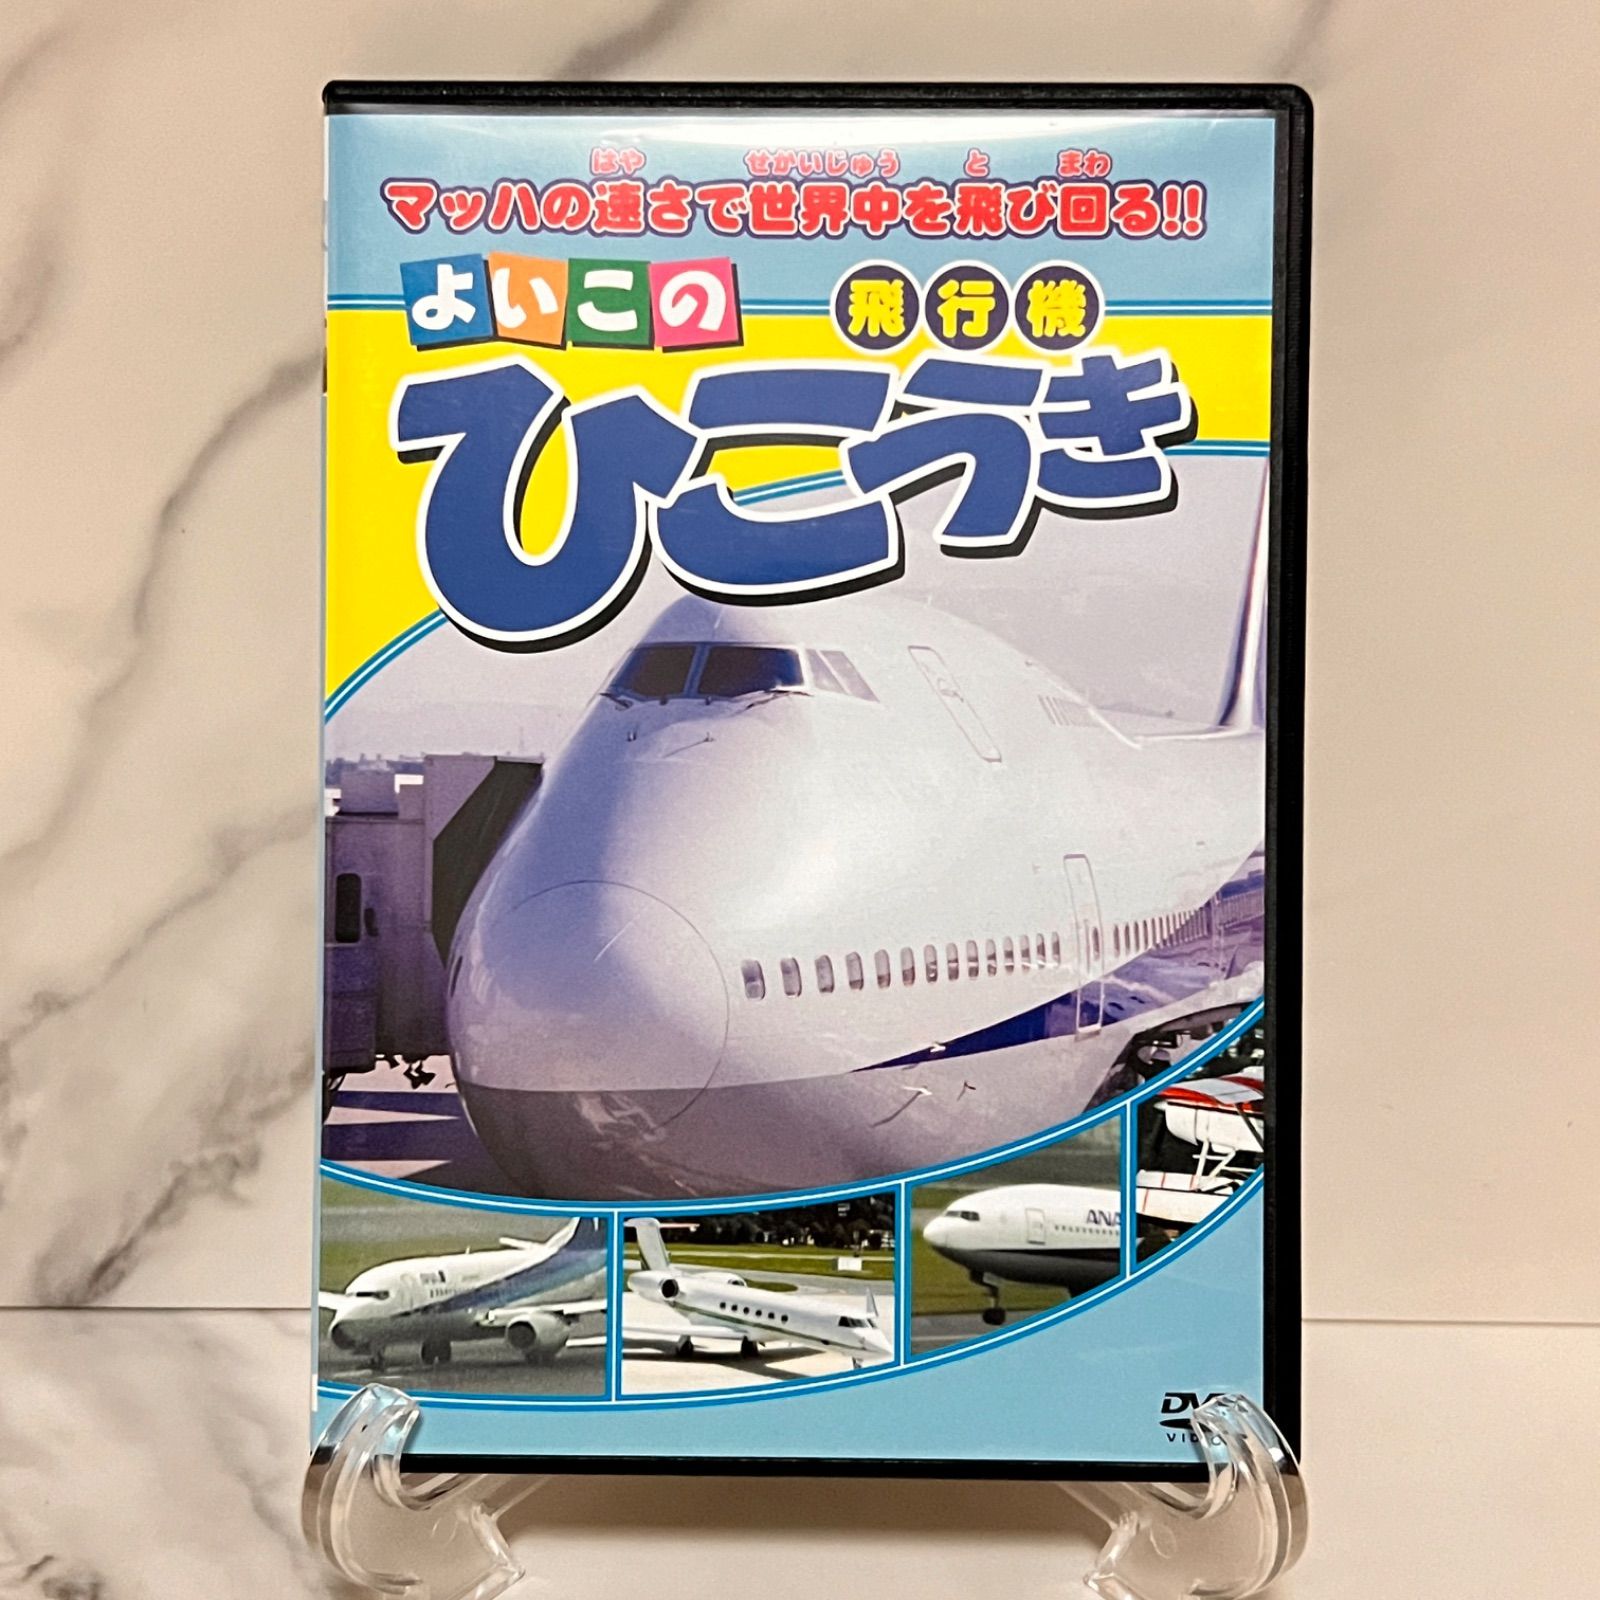 はや せかいじゅう と まわ
マッハの速さで世界中を飛び回る!!
よいこの 飛行機
ひこうき
ANA
DVD
VIDEO